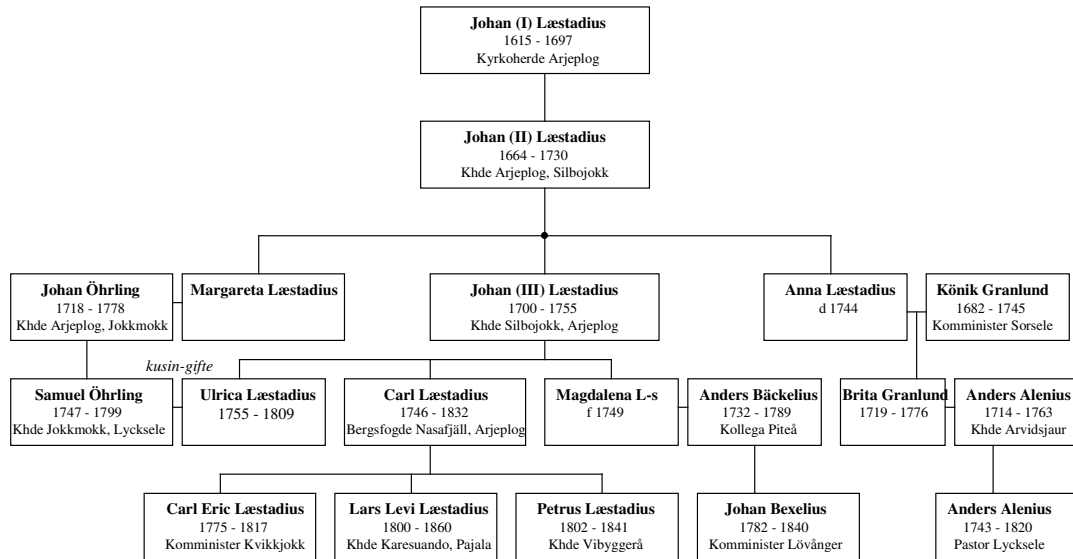 Johan (I) Læstadius
1615 - 1697
Kyrkoherde Arjeplog
Johan (II) Læstadius
1664 - 1730
Khde Arjeplog, Silbojokk
Johan Öhrling
1718 - 1778
Khde Arjeplog, Jokkmokk
Margareta Læstadius
Johan (III) Læstadius
1700 - 1755
Khde Silbojokk, Arjeplog
Anna Læstadius
d 1744
Könik Granlund
1682 - 1745
Komminister Sorsele
kusin-gifte
Samuel Öhrling
1747 - 1799
Khde Jokkmokk, Lycksele
Ulrica Læstadius
1755 - 1809
Carl Læstadius
1746 - 1832
Bergsfogde Nasafjäll, Arjeplog
Magdalena L-s
f 1749
Anders Bäckelius
1732 - 1789
Kollega Piteå
Brita Granlund
1719 - 1776
Anders Alenius
1714 - 1763
Khde Arvidsjaur
Carl Eric Læstadius
1775 - 1817
Komminister Kvikkjokk
Lars Levi Læstadius
1800 - 1860
Khde Karesuando, Pajala
Petrus Læstadius
1802 - 1841
Khde Vibyggerå
Johan Bexelius
1782 - 1840
Komminister Lövånger
Anders Alenius
1743 - 1820
Pastor Lycksele